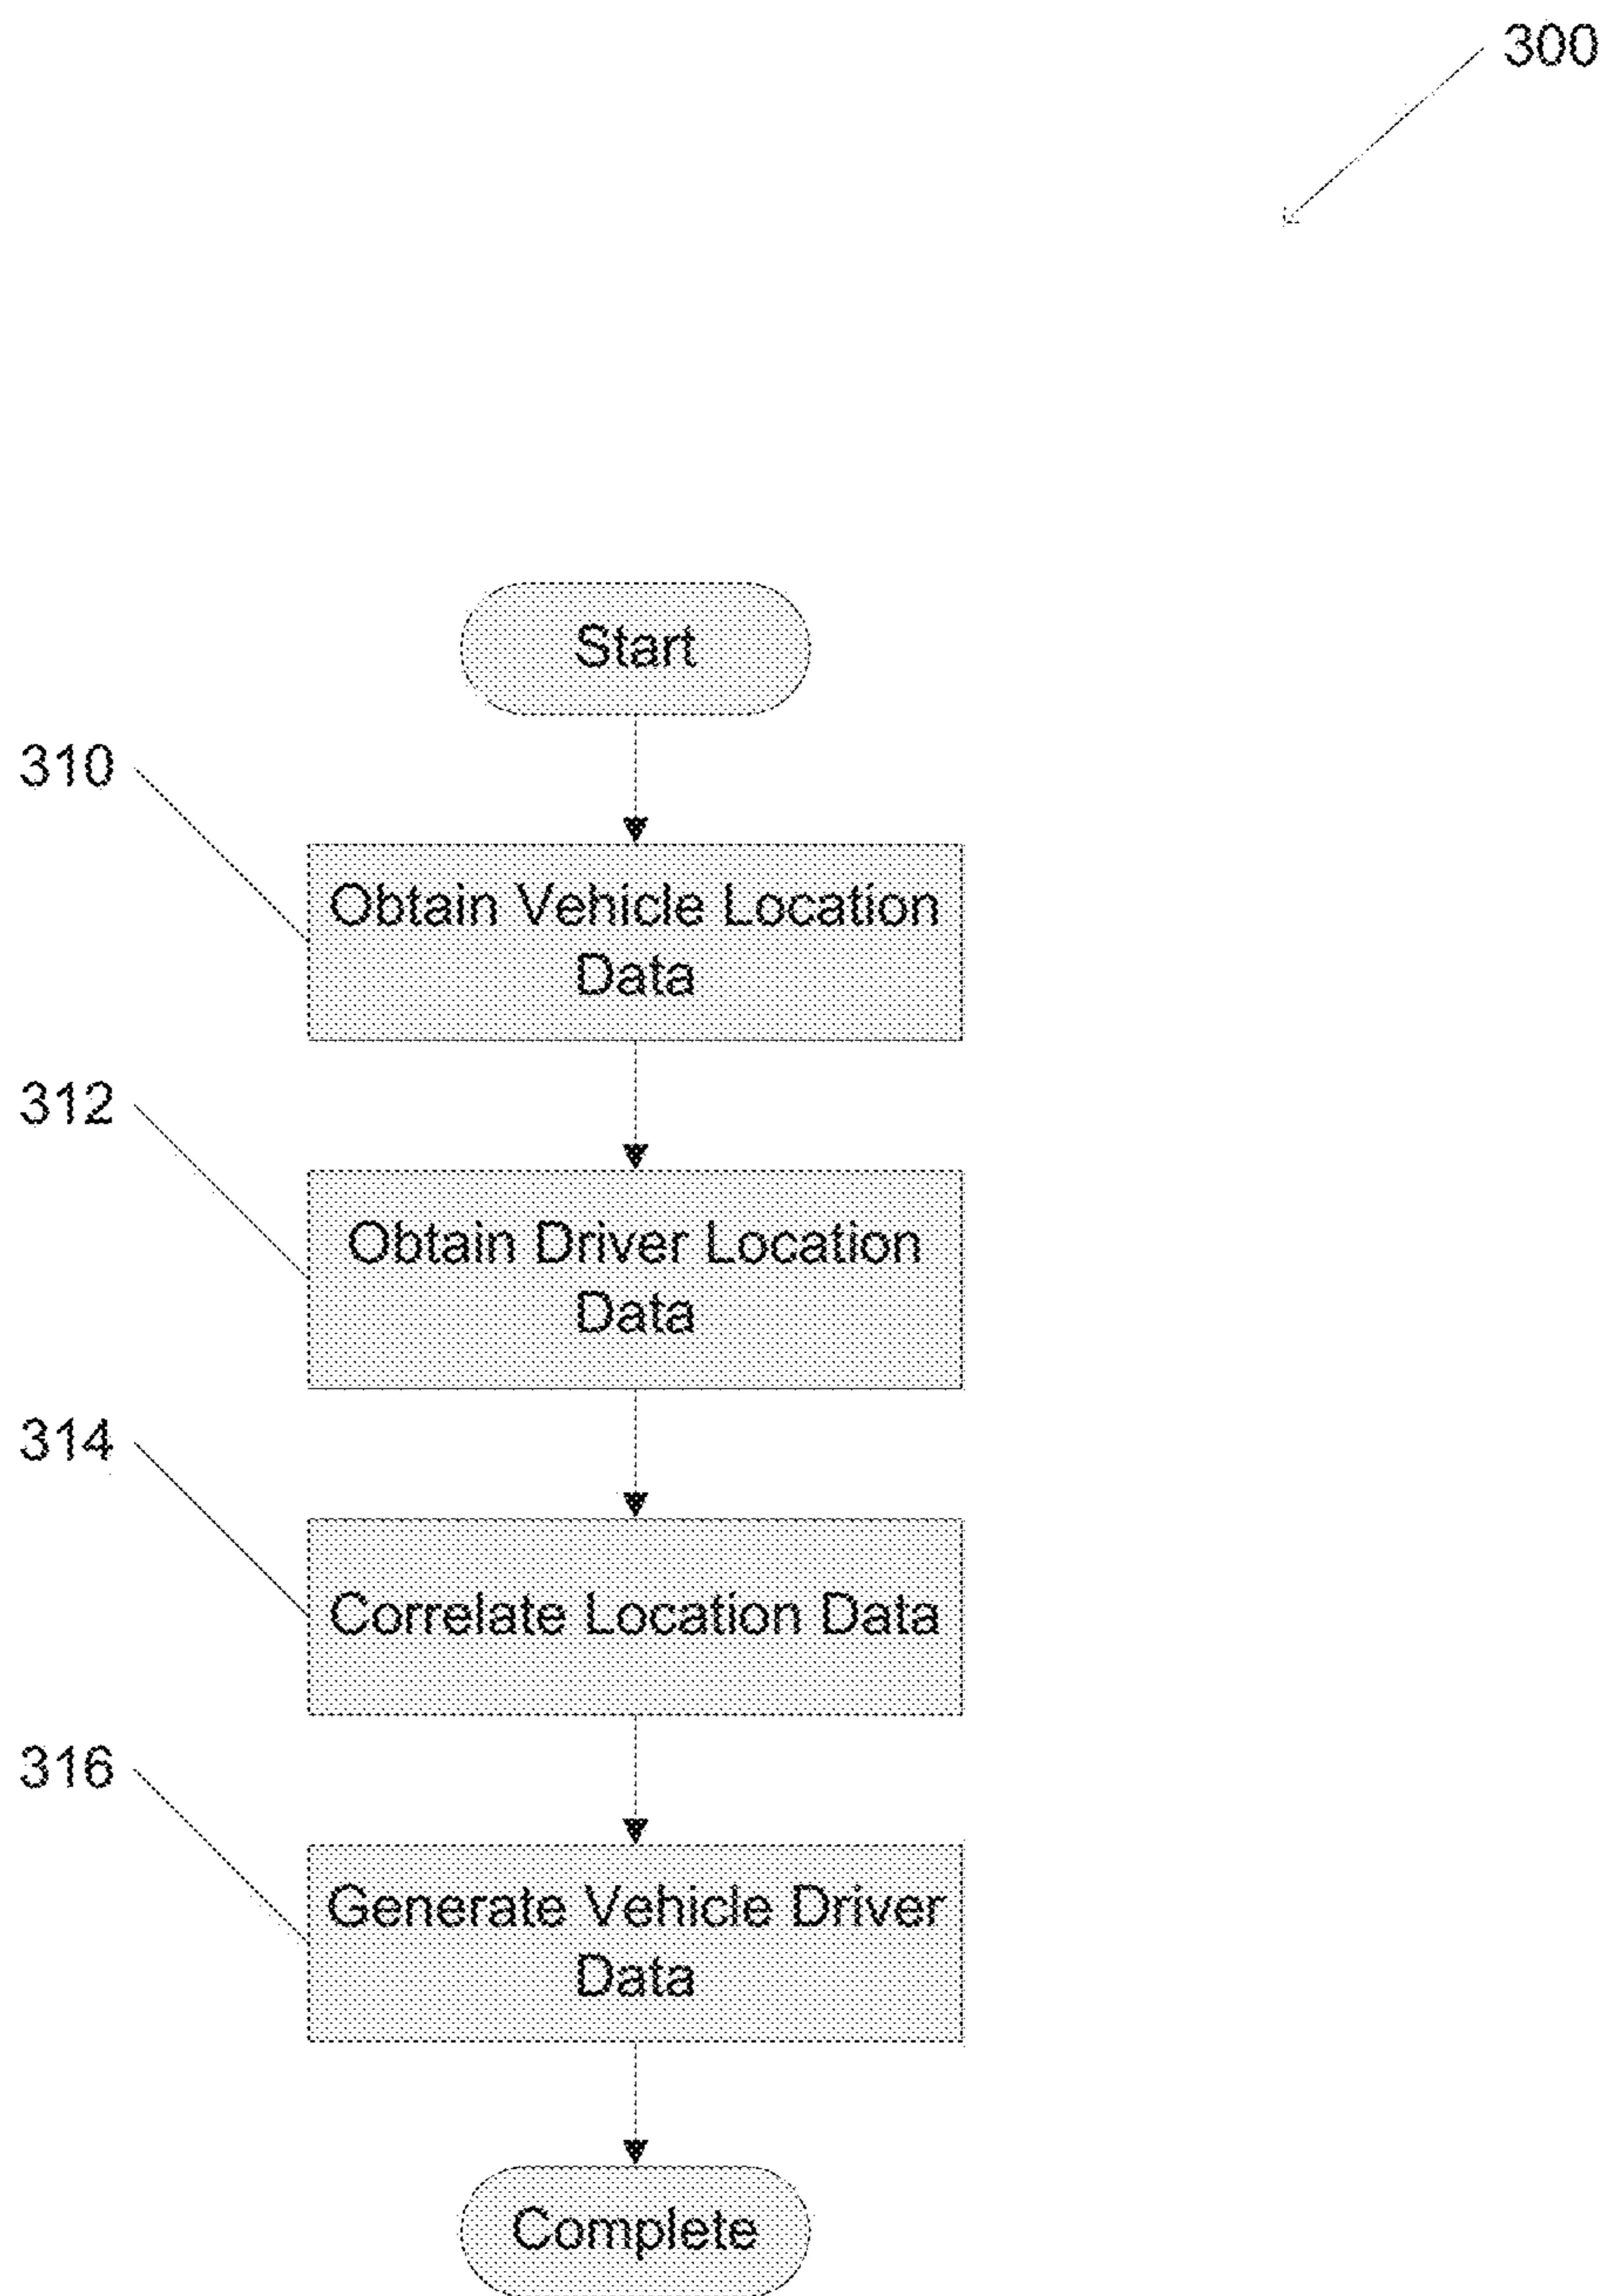 300
Start
310
Obtain Vehicle Location
Data
312
Obtain Driver Location
Data
314
Correlate Location Data
316
Generate Vehicle Driver
Data
Complete